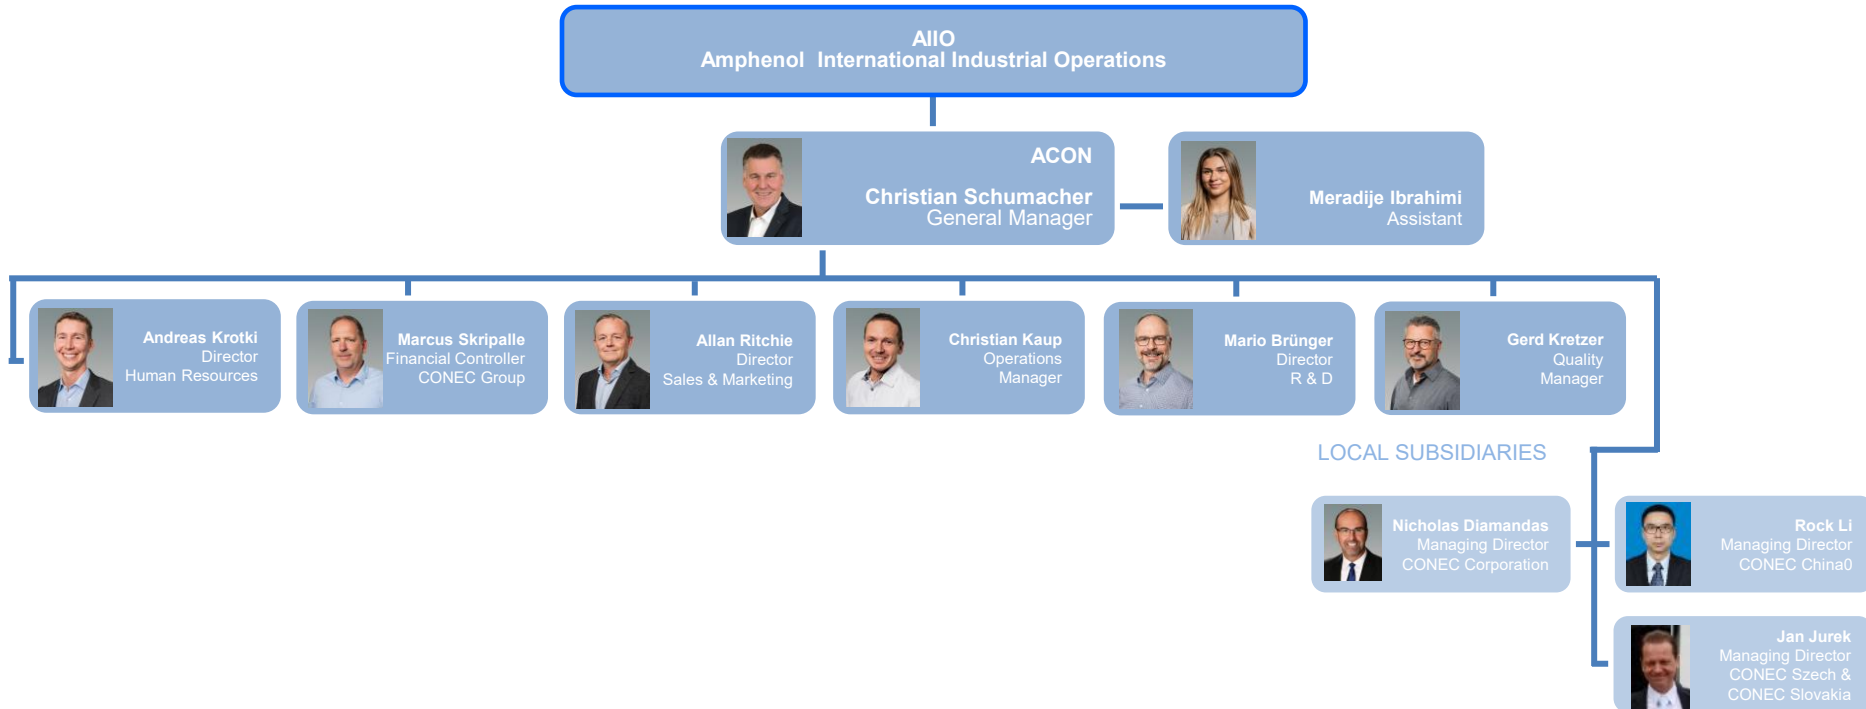 AIIO
Amphenol International Industrial Operations
ACON
Christian Schumacher
General Manager
Meradije Ibrahimi
Assistant
Andreas Krotki
Director
Human Resources
Marcus Skripalle
Financial Controller
CONEC Group
Allan Ritchie
Director
Sales & Marketing
Christian Kaup
Operations
Manager
Mario Brünger
Director
R & D
Gerd Kretzer
Quality
Manager
LOCAL SUBSIDIARIES
Nicholas Diamandas
Managing Director
CONEC Corporation
Rock Li
Managing Director
CONEC China0
Jan Jurek
Managing Director
CONEC Szech &
CONEC Slovakia